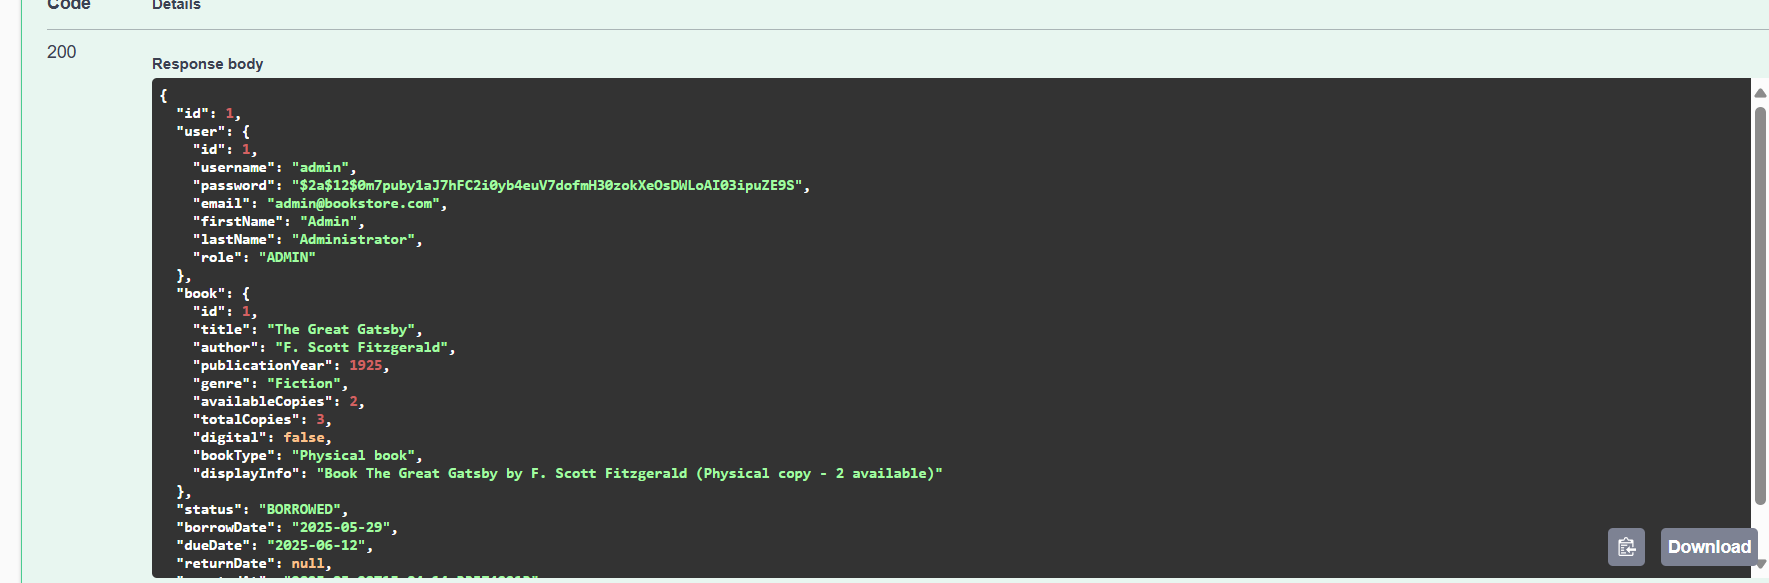 Code Details
200
Response body
{
  "id": 1,
  "user": {
    "id": 1,
    "username": "admin",
    "password": "$2a$12$0m7puby1aJ7hFC2i0yb4euV7dofmH30zokXeOsDWLoAI03ipuZE9S",
    "email": "admin@bookstore.com",
    "firstName": "Admin",
    "lastName": "Administrator",
    "role": "ADMIN"
  },
  "book": {
    "id": 1,
    "title": "The Great Gatsby",
    "author": "F. Scott Fitzgerald",
    "publicationYear": 1925,
    "genre": "Fiction",
    "availableCopies": 2,
    "totalCopies": 3,
    "digital": false,
    "bookType": "Physical book",
    "displayInfo": "Book The Great Gatsby by F. Scott Fitzgerald (Physical copy - 2 available)"
  },
  "status": "BORROWED",
  "borrowDate": "2025-05-29",
  "dueDate": "2025-06-12",
  "returnDate": null,
Download